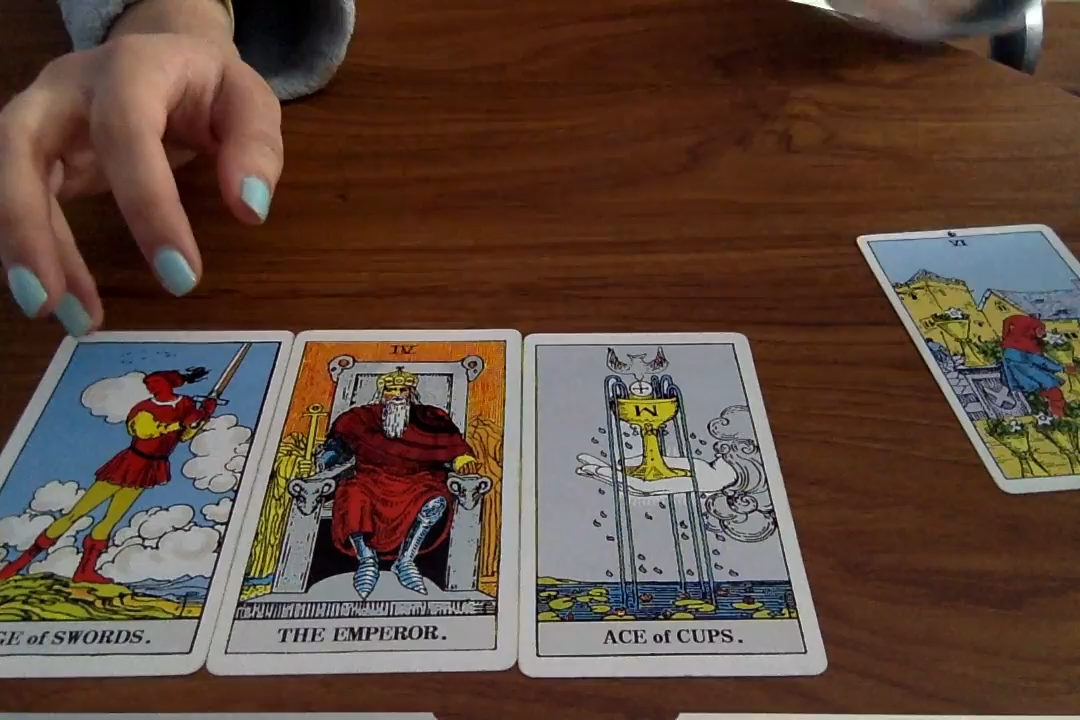 IV
VI
M
GE of SWORDS.
THE EMPEROR.
ACE of CUPS.